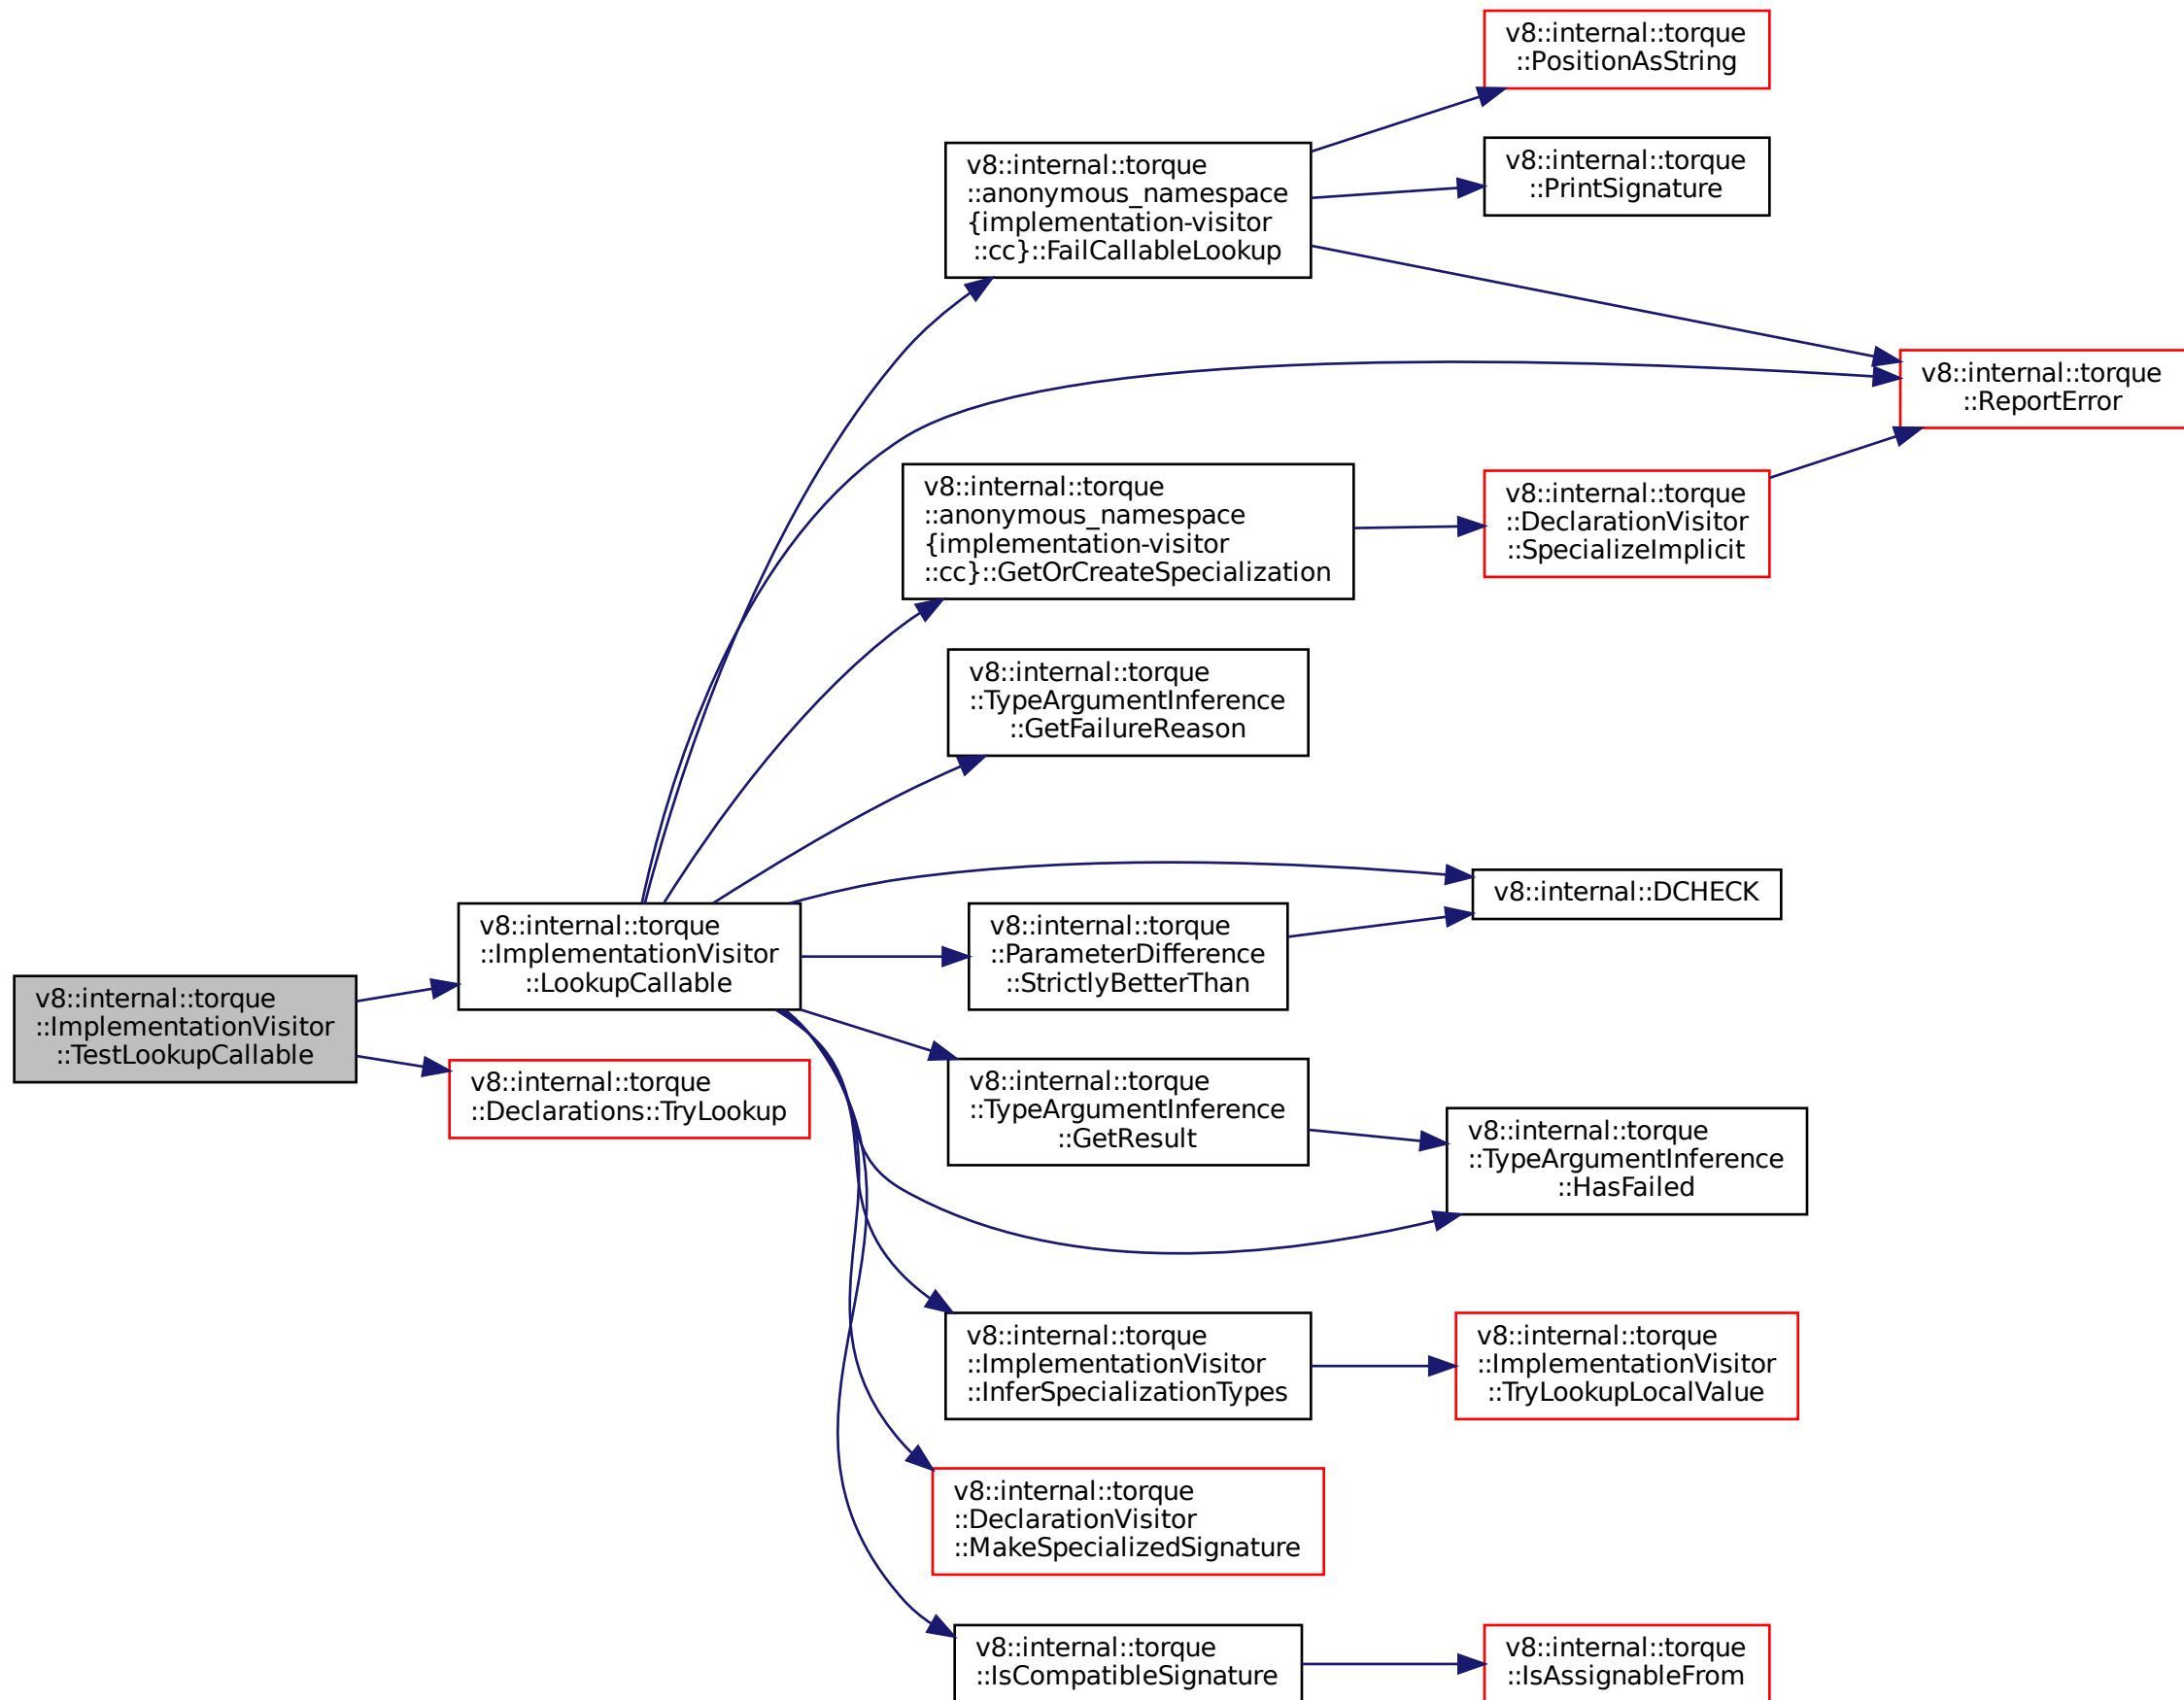 v8::internal::torque
::PositionAsString
v8::internal::torque
::PrintSignature
v8::internal::torque
::anonymous_namespace
{implementation-visitor
::cc}::FailCallableLookup
v8::internal::torque
::ReportError
v8::internal::torque
::anonymous_namespace
{implementation-visitor
::cc}::GetOrCreateSpecialization
v8::internal::torque
::DeclarationVisitor
::SpecializeImplicit
v8::internal::torque
::TypeArgumentInference
::GetFailureReason
v8::internal::DCHECK
v8::internal::torque
::ImplementationVisitor
::LookupCallable
v8::internal::torque
::ParameterDifference
::StrictlyBetterThan
v8::internal::torque
::ImplementationVisitor
::TestLookupCallable
v8::internal::torque
::Declarations::TryLookup
v8::internal::torque
::TypeArgumentInference
::GetResult
v8::internal::torque
::TypeArgumentInference
::HasFailed
v8::internal::torque
::ImplementationVisitor
::InferSpecializationTypes
v8::internal::torque
::ImplementationVisitor
::TryLookupLocalValue
v8::internal::torque
::DeclarationVisitor
::MakeSpecializedSignature
v8::internal::torque
::IsCompatibleSignature
v8::internal::torque
::IsAssignableFrom